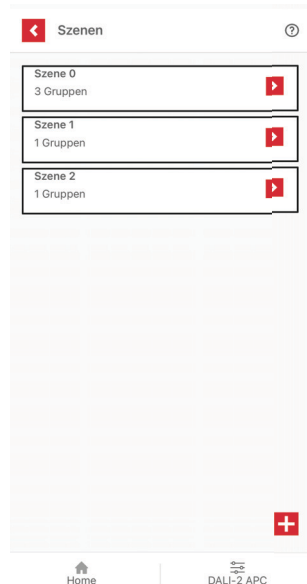 Szenen
Szene 0
3 Gruppen
Szene 1
1 Gruppen
Szene 2
1 Gruppen
Home
DALI-2 APC